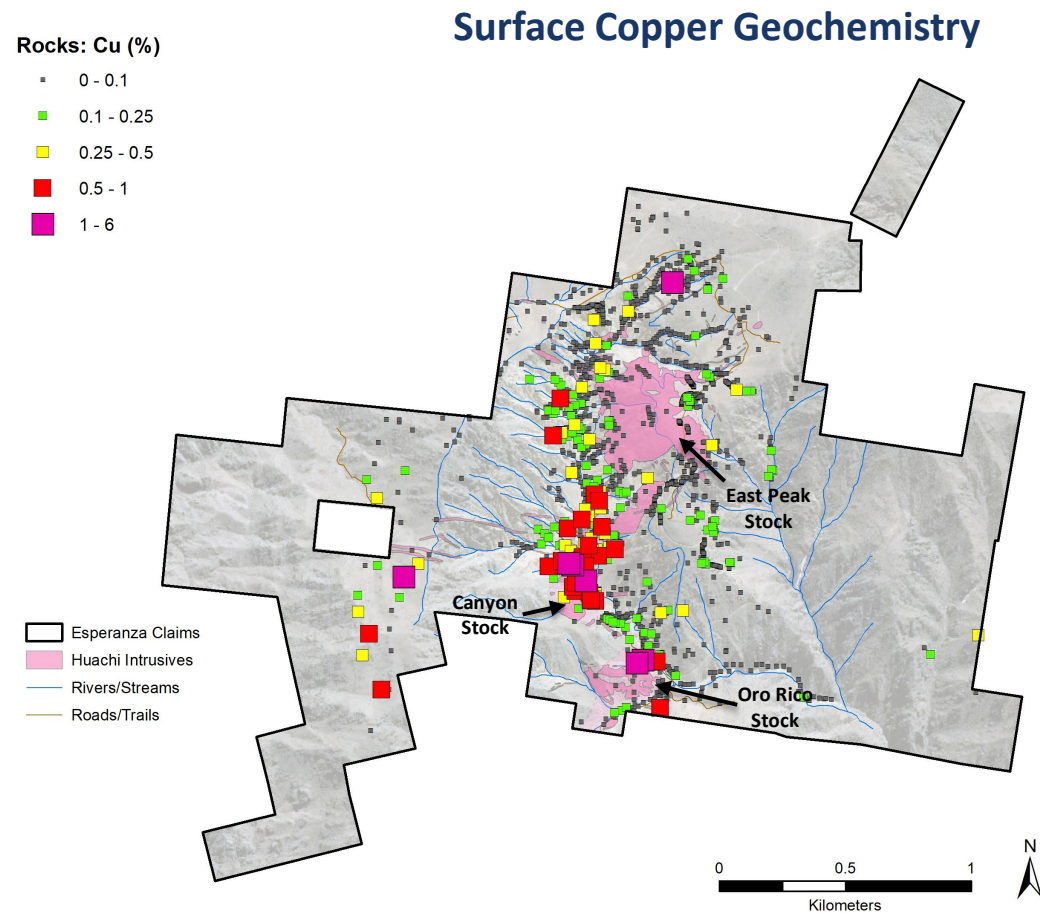 Surface Copper Geochemistry
Rocks: Cu (%)
0 - 0.1
0.1 - 0.25
0.25 - 0.5
0.5 - 1
1 - 6
East Peak
Stock
Canyon
Stock
Oro Rico
Stock
Esperanza Claims
Huachi Intrusives
Rivers/Streams
Roads/Trails
N
0 0.5 1
Kilometers